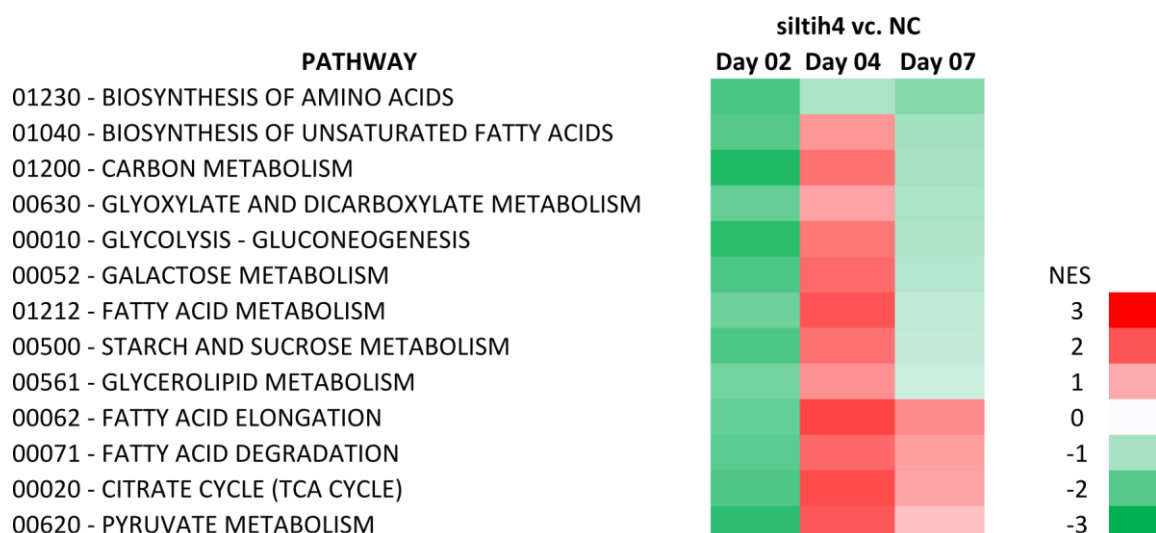 siItih4 vc. NC
PATHWAY Day 02 Day 04 Day 07
01230 - BIOSYNTHESIS OF AMINO ACIDS
01040 - BIOSYNTHESIS OF UNSATURATED FATTY ACIDS
01200 - CARBON METABOLISM
00630 - GLYOXYLATE AND DICARBOXYLATE METABOLISM
00010 - GLYCOLYSIS - GLUCONEOGENESIS
00052 - GALACTOSE METABOLISM
01212 - FATTY ACID METABOLISM
00500 - STARCH AND SUCROSE METABOLISM
00561 - GLYCEROLIPID METABOLISM
00062 - FATTY ACID ELONGATION
00071 - FATTY ACID DEGRADATION
00020 - CITRATE CYCLE (TCA CYCLE)
00620 - PYRUVATE METABOLISM
NES
3
2
1
0
-1
-2
-3